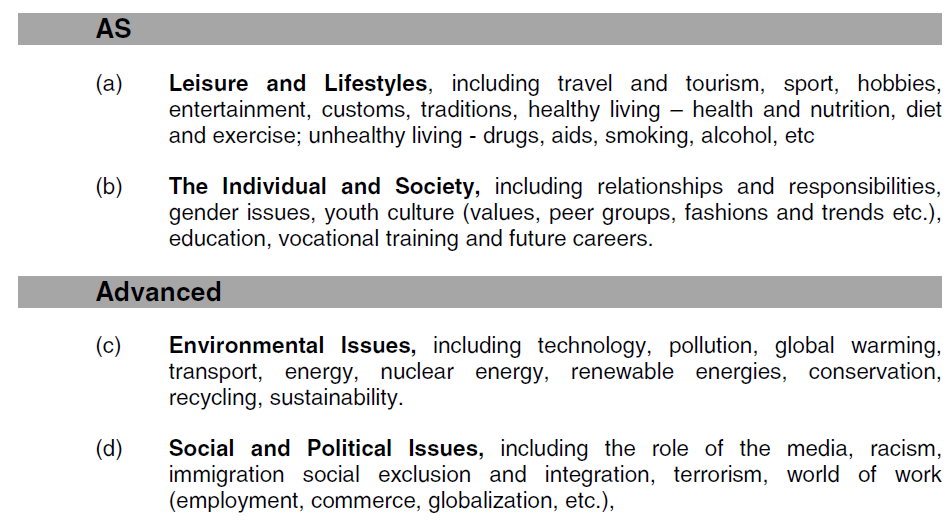 AS
(a) Leisure and Lifestyles, including travel and tourism, sport, hobbies,
entertainment, customs, traditions, healthy living – health and nutrition, diet
and exercise; unhealthy living - drugs, aids, smoking, alcohol, etc
(b) The Individual and Society, including relationships and responsibilities,
gender issues, youth culture (values, peer groups, fashions and trends etc.),
education, vocational training and future careers.
Advanced
(c) Environmental Issues, including technology, pollution, global warming,
transport, energy, nuclear energy, renewable energies, conservation,
recycling, sustainability.
(d) Social and Political Issues, including the role of the media, racism,
immigration social exclusion and integration, terrorism, world of work
(employment, commerce, globalization, etc.),